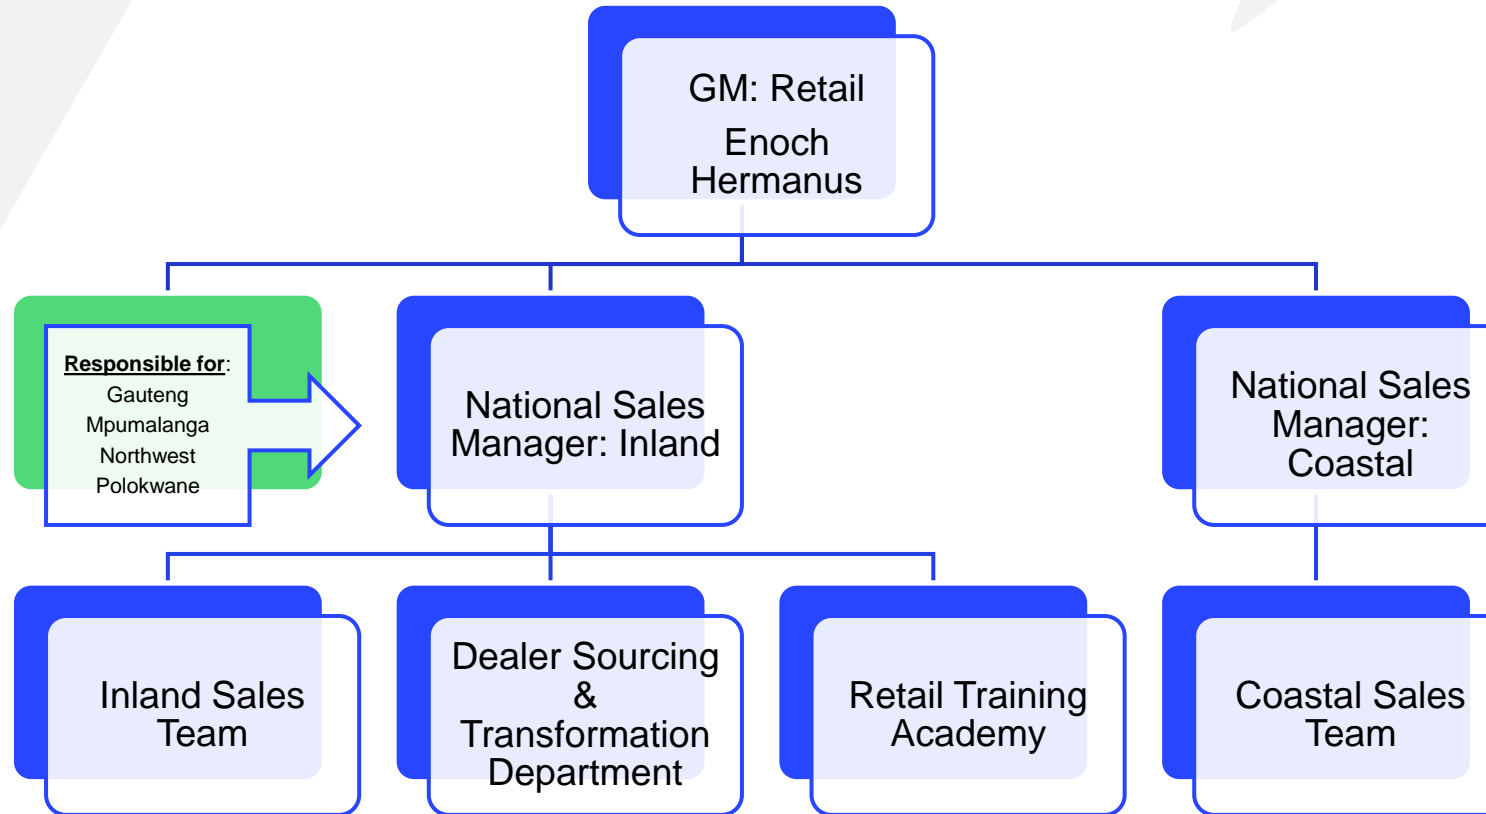 GM: Retail
Enoch
Hermanus
Responsible for:
Gauteng
Mpumalanga
Northwest
Polokwane
National Sales
Manager: Inland
National Sales
Manager:
Coastal
Inland Sales
Team
Dealer Sourcing
&
Transformation
Department
Retail Training
Academy
Coastal Sales
Team